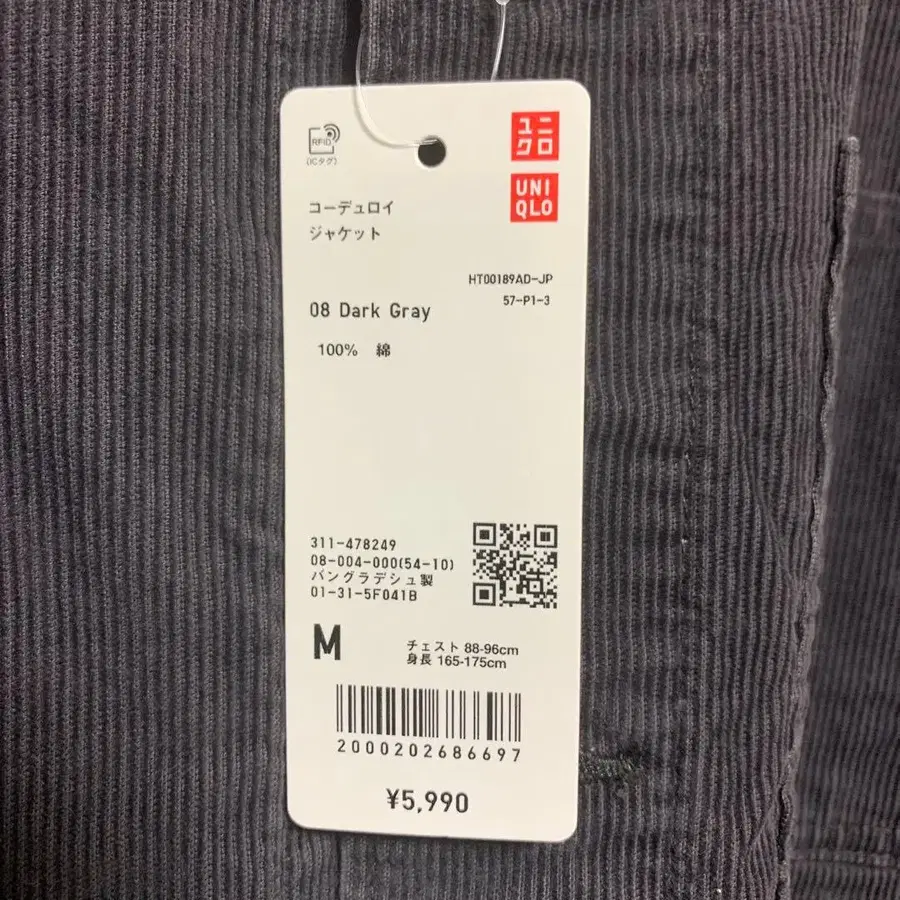 RFID
(ICタグ)
ユニ
クロ
UNI
QLO
コーデュロイ
ジャケット
HT00189AD-JP
57-P1-3
08 Dark Gray
100% 綿
311-478249
08-004-000(54-10)
バングラデシュ製
01-31-5F041B
M
チェスト 88-96cm
身長 165-175cm
2000202686697
¥5,990